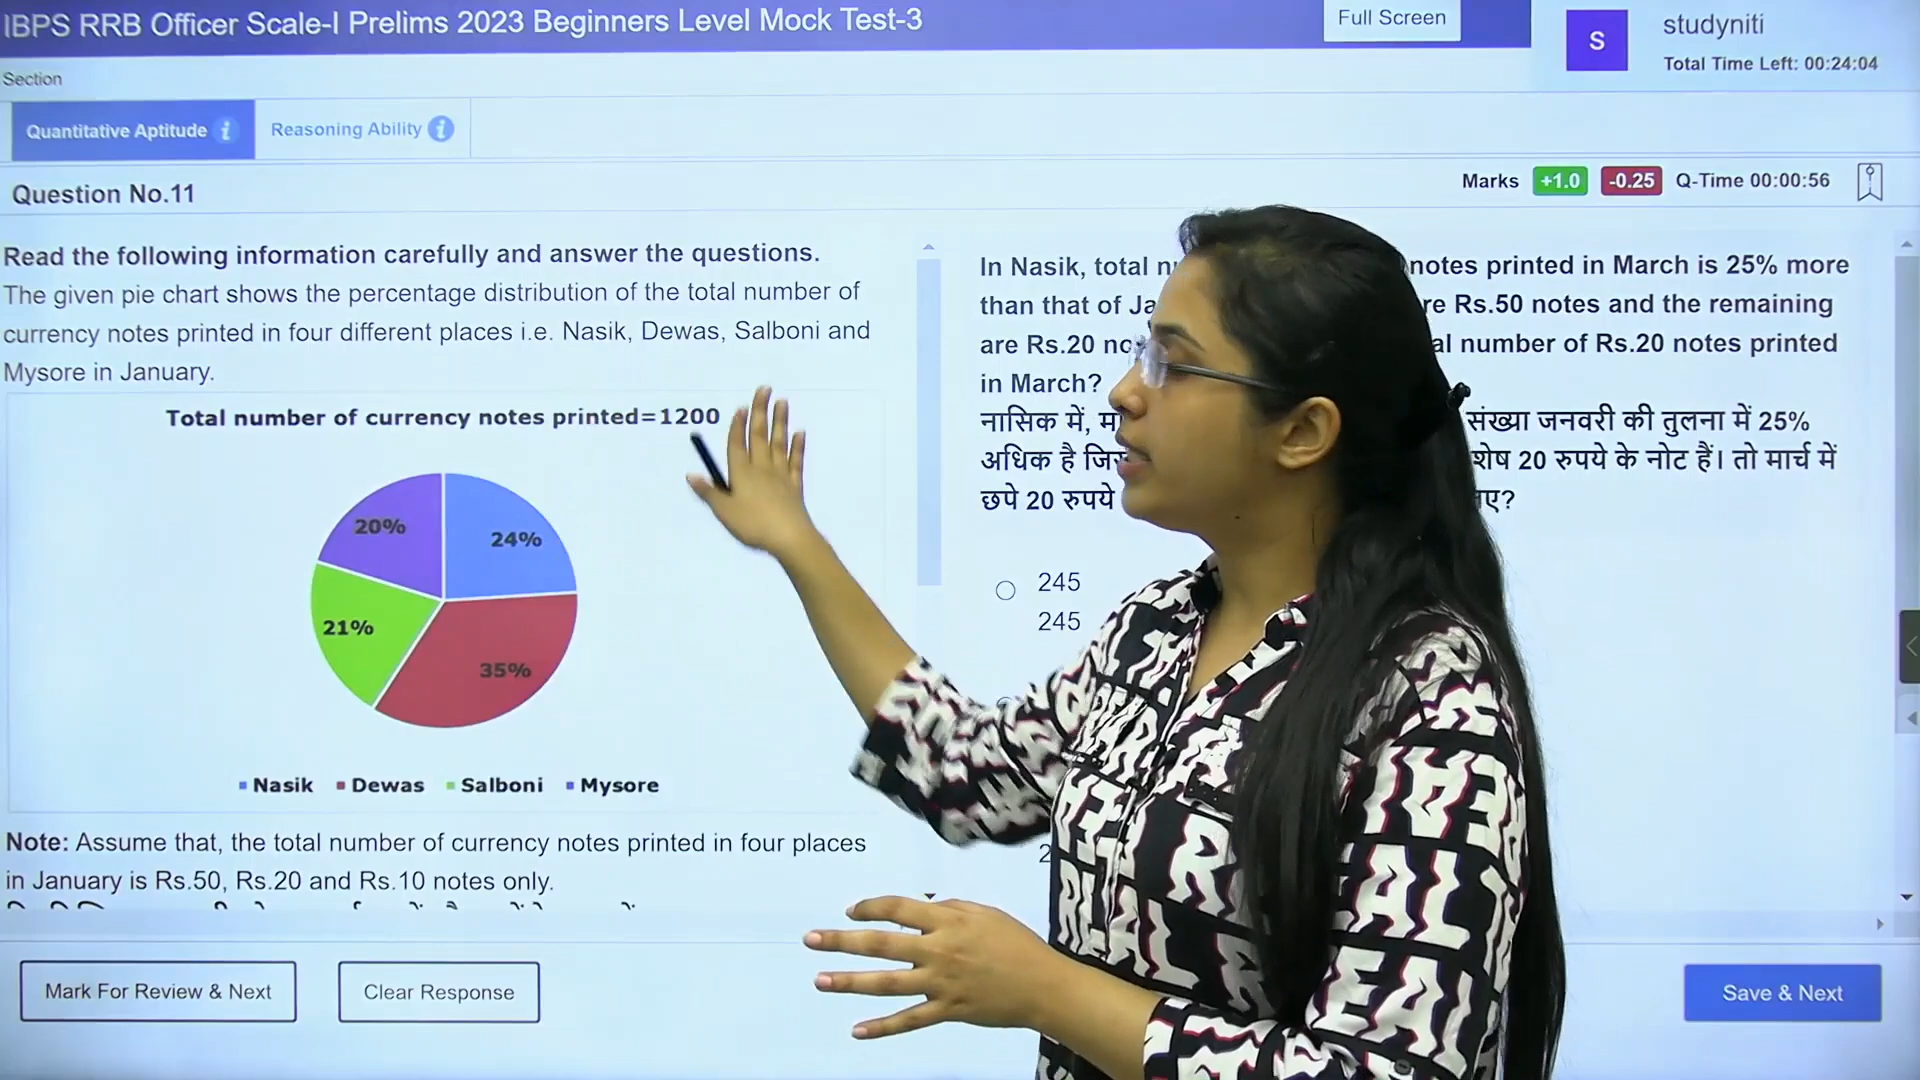 IBPS RRB Officer Scale-I Prelims 2023 Beginners Level Mock Test-3
Full Screen
S
studyniti
Total Time Left: 00:24:04
Section
Quantitative Aptitude i
Reasoning Ability i
Question No.11
Marks +1.0 -0.25 Q-Time 00:00:56
Read the following information carefully and answer the questions.
The given pie chart shows the percentage distribution of the total number of
currency notes printed in four different places i.e. Nasik, Dewas, Salboni and
Mysore in January.
Total number of currency notes printed=1200
20%
24%
21%
35%
Nasik Dewas Salboni Mysore
Note: Assume that, the total number of currency notes printed in four places
in January is Rs.50, Rs.20 and Rs.10 notes only.
In Nasik, total notes printed in March is 25% more
than that of Rs.50 notes and the remaining
are Rs.20 number of Rs.20 notes printed
in March?
नासिक में, संख्या जनवरी की तुलना में 25%
अधिक है शेष 20 रुपये के नोट हैं। तो मार्च में
छपे 20 रुपये
245
245
Mark For Review & Next
Clear Response
Save & Next
REAL